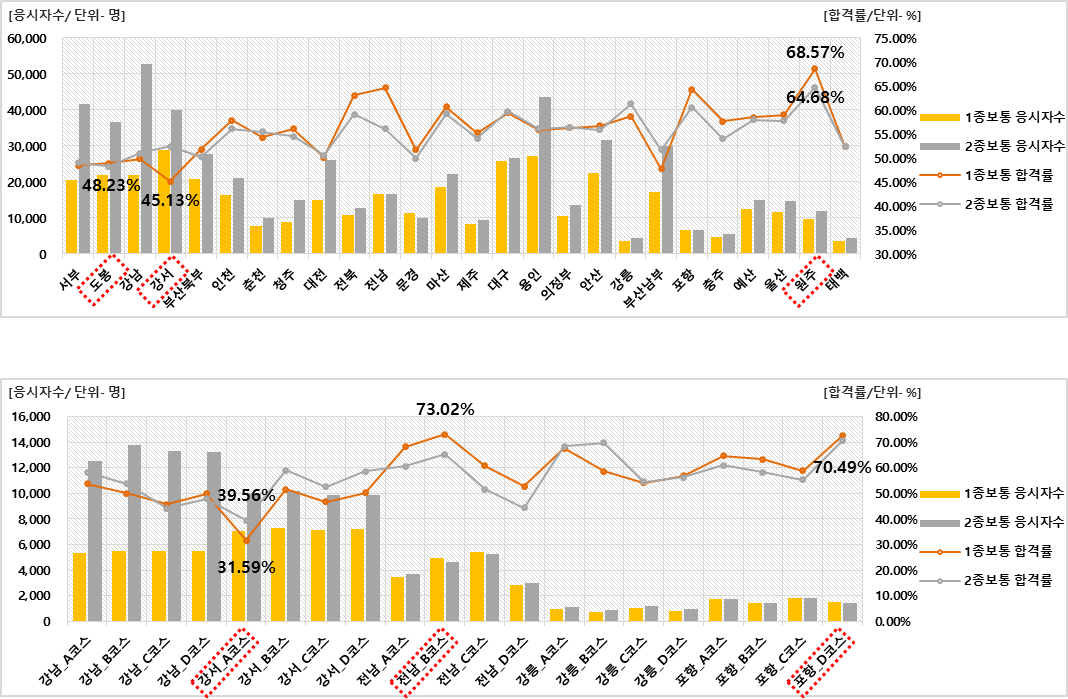 [응시자수/ 단위- 명] [합격률/단위- %]
60,000 75.00%
70.00%
50,000 68.57%
65.00%
64.68%
40,000 60.00%
1종보통 응시자수
55.00%
30,000 2종보통 응시자수
50.00%
1종보통 합격률
20,000 48.23% 45.00%
45.13% 2종보통 합격률
40.00%
10,000
35.00%
0 30.00%
서부 도봉 강남 강서 부산북부 인천 춘천 청주 대전 전북 전남 문경 마산 제주 대구 용인 의정부 안산 강릉 부산남부 포항 충주 예산 울산 원주 태백
[응시자수/ 단위- 명] [합격률/단위- %]
16,000 73.02% 80.00%
14,000 70.00%
12,000 70.49% 60.00%
10,000 39.56% 50.00% 1종보통 응시자수
8,000 40.00% 2종보통 응시자수
6,000 30.00% 1종보통 합격률
31.59%
4,000 20.00% 2종보통 합격률
2,000 10.00%
0 0.00%
강남_A코스 강남_B코스 강남_C코스 강남_D코스 강서_A코스 강서_B코스 강서_C코스 강서_D코스 전남_A코스 전남_B코스 전남_C코스 전남_D코스 강릉_A코스 강릉_B코스 강릉_C코스 강릉_D코스 포항_A코스 포항_B코스 포항_C코스 포항_D코스